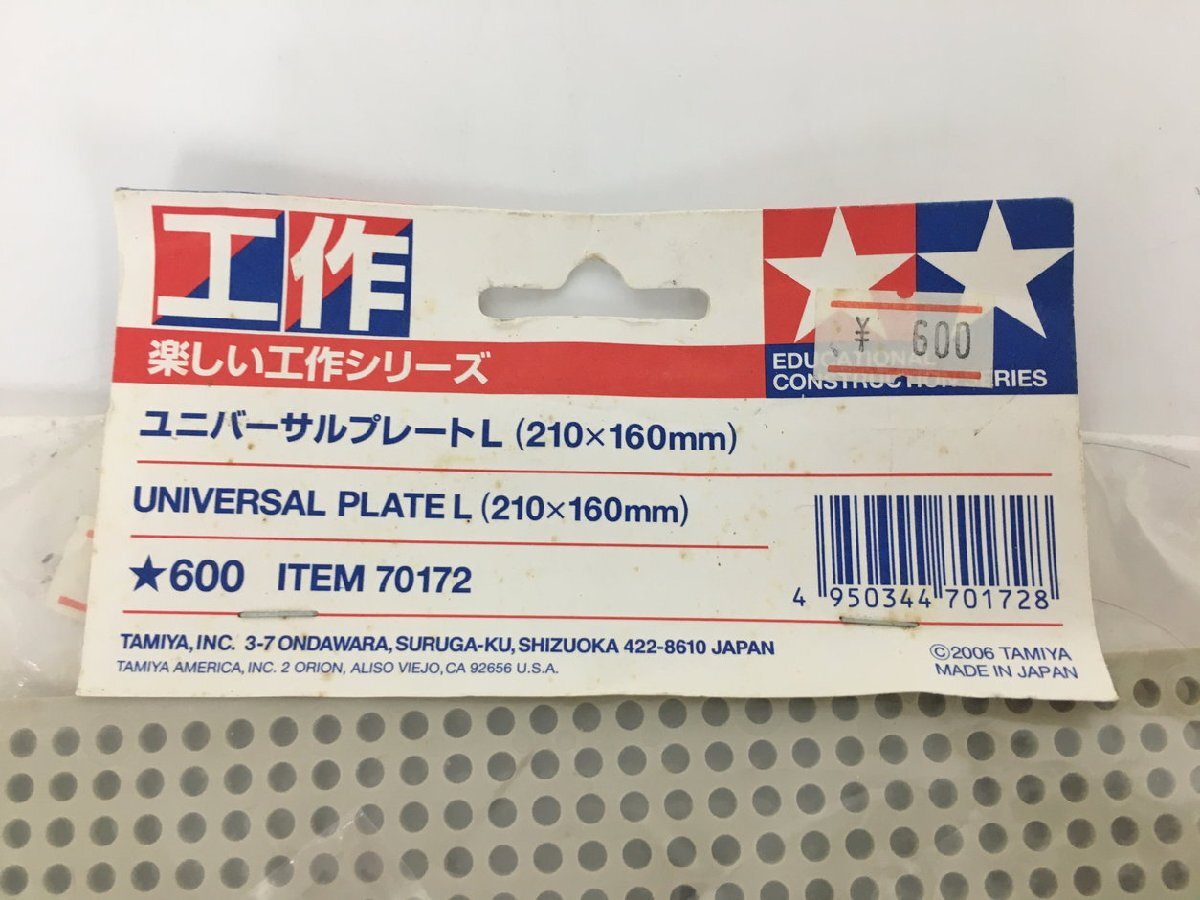 工作
楽しい工作シリーズ
¥ 600
EDUCATIONAL
CONSTRUCTION SERIES
ユニバーサルプレートL (210×160mm)
UNIVERSAL PLATE L (210×160mm)
★600 ITEM 70172
4 950344 701728
TAMIYA, INC. 3-7 ONDAWARA, SURUGA-KU, SHIZUOKA 422-8610 JAPAN
TAMIYA AMERICA, INC. 2 ORION, ALISO VIEJO, CA 92656 U.S.A.
©2006 TAMIYA
MADE IN JAPAN